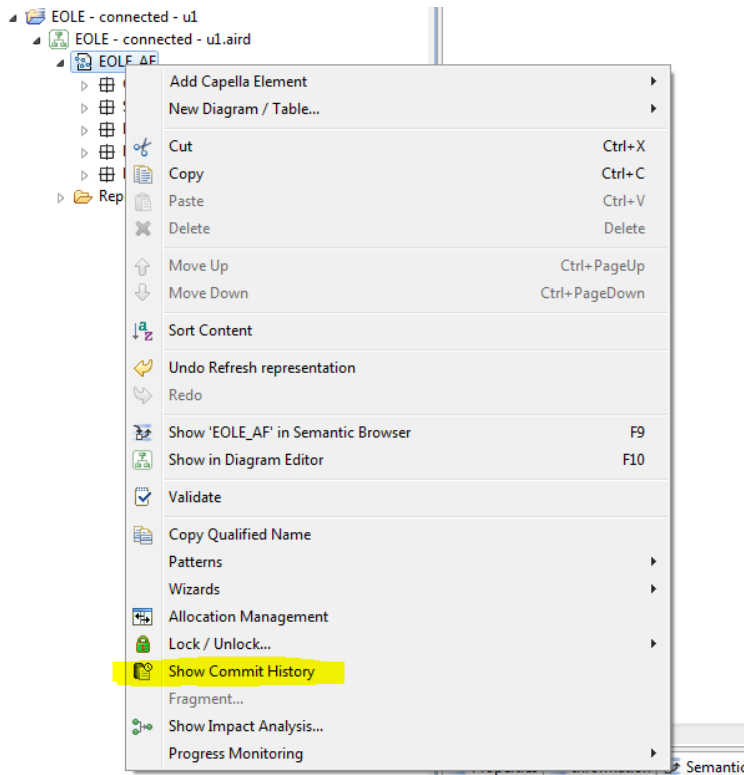 EOLE - connected - u1
EOLE - connected - u1.aird
EOLE_AF
Add Capella Element
New Diagram / Table...
Cut Ctrl+X
Copy Ctrl+C
Paste Ctrl+V
Delete Delete
Rep
Move Up Ctrl+PageUp
Move Down Ctrl+PageDown
Sort Content
Undo Refresh representation
Redo
Show 'EOLE_AF' in Semantic Browser F9
Show in Diagram Editor F10
Validate
Copy Qualified Name
Patterns
Wizards
Allocation Management
Lock / Unlock...
Show Commit History
Fragment...
Show Impact Analysis...
Progress Monitoring
Semantic